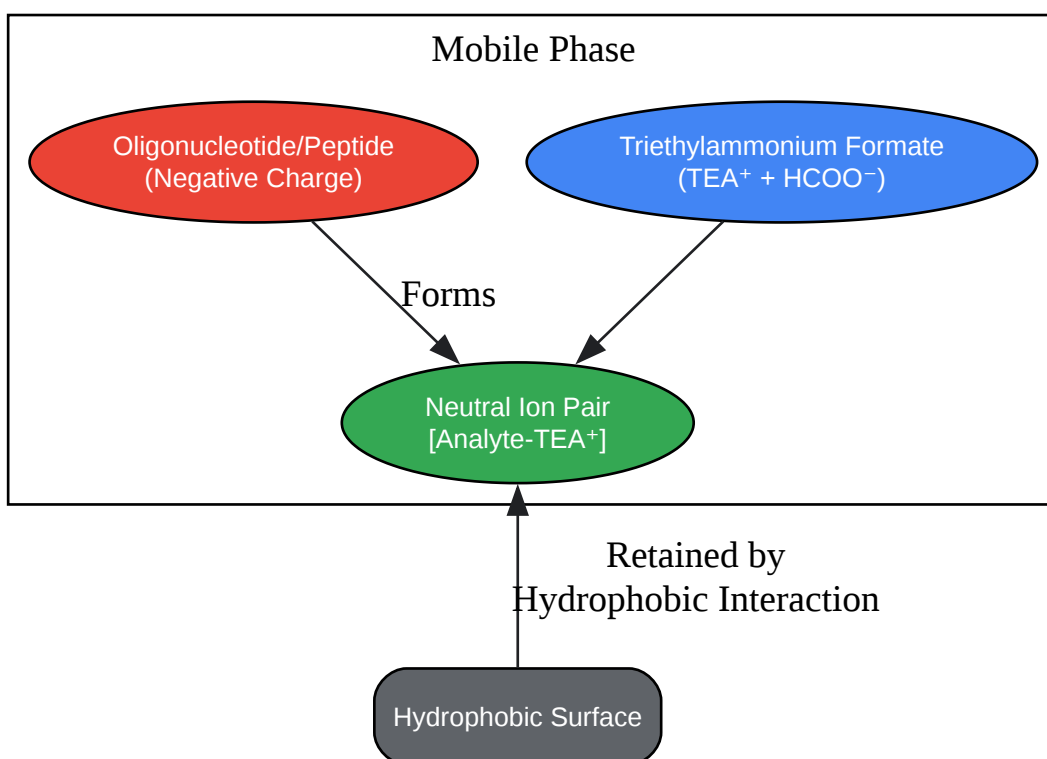 Mobile Phase
Oligonucleotide/Peptide
(Negative Charge)
Triethylammonium Formate
(TEA⁺ + HCOO⁻)
Forms
Neutral Ion Pair
[Analyte-TEA⁺]
Retained by
Hydrophobic Interaction
Hydrophobic Surface